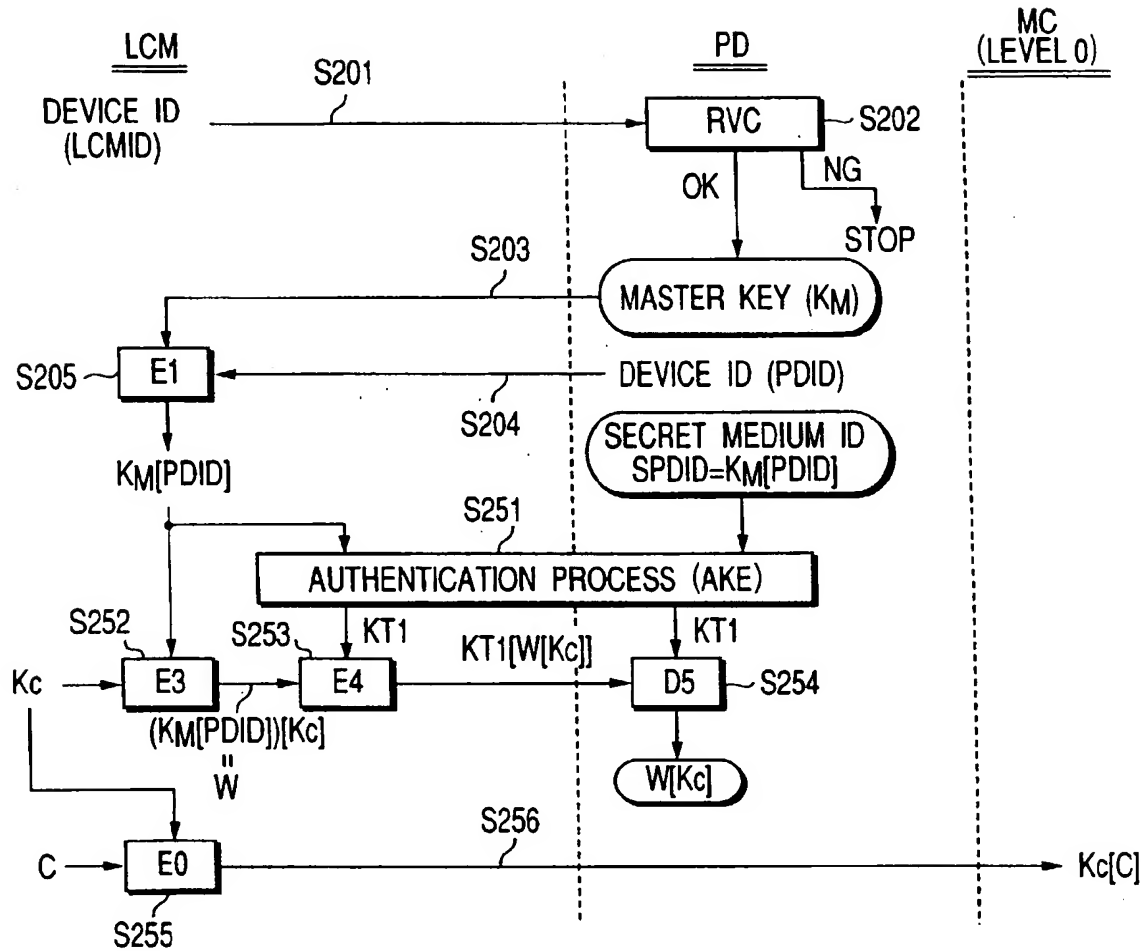 LCM
PD
MC
(LEVEL 0)
S201
DEVICE ID
(LCMID)
RVC
S202
OK
NG
STOP
S203
MASTER KEY (KM)
S205
E1
DEVICE ID (PDID)
S204
KM[PDID]
SECRET MEDIUM ID
SPDID=KM[PDID]
S251
AUTHENTICATION PROCESS (AKE)
S252
S253
KT1
KT1[W[Kc]]
KT1
Kc
E3
E4
D5
S254
(KM[PDID])[Kc]
=
W
W[Kc]
S256
C
E0
Kc[C]
S255